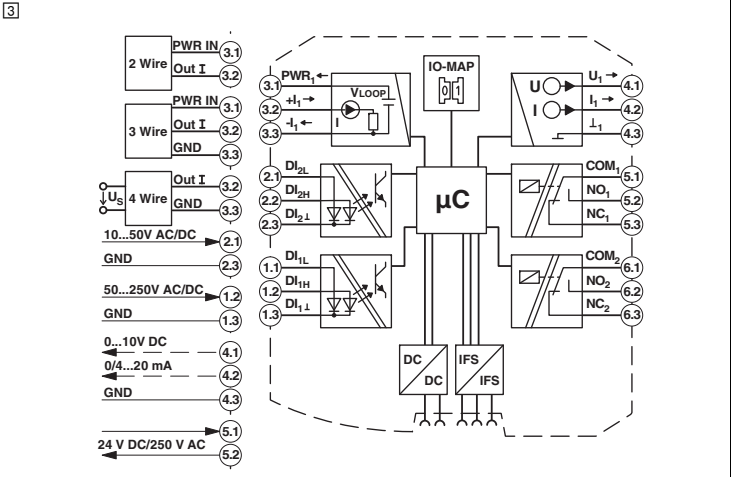 3
2 Wire
PWR IN 3.1
Out I 3.2
3 Wire
PWR IN 3.1
Out I 3.2
GND 3.3
4 Wire
↓US
Out I 3.2
GND 3.3
10...50V AC/DC 2.1
GND 2.3
50...250V AC/DC 1.2
GND 1.3
0...10V DC 4.1
0/4...20 mA 4.2
GND 4.3
5.1
24 V DC/250 V AC 5.2
3.1 PWR1 ←
3.2 +I1 →
3.3 -I1 ←
VLOOP
I
2.1 DI2L
2.2 DI2H
2.3 DI2⊥
1.1 DI1L
1.2 DI1H
1.3 DI1⊥
IO-MAP
0 1
µC
DC
DC
IFS
IFS
U
I
U1 → 4.1
I1 → 4.2
⊥1 4.3
COM1 5.1
NO1 5.2
NC1 5.3
COM2 6.1
NO2 6.2
NC2 6.3